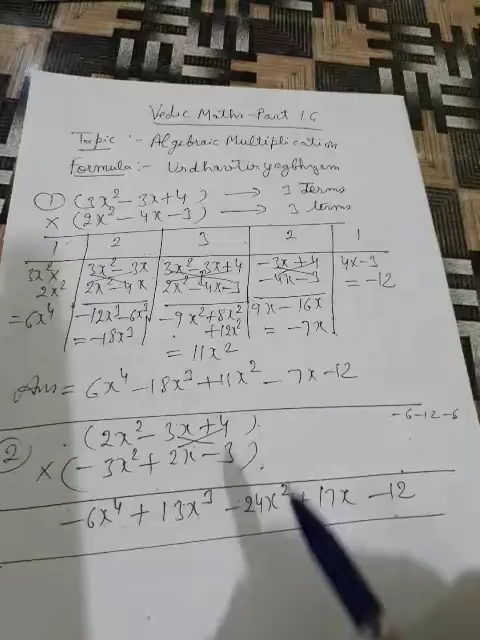 Vedic Maths-Part 16
Topic :- Algebraic Multiplication
Formula:- Urdhavtiryagbhyam
① (3x² - 3x + 4) → 3 Terms
× (2x² - 4x - 3) → 3 terms
1 2 3 2 1
3x²× 3x² - 3x 3x² - 3x + 4 - 3x + 4 4x - 3
2x² 2x² - 4x 2x² - 4x - 3 - 4x - 3 = - 12
= 6x⁴ - 12x³ - 6x³ - 9x² + 8x² 9x - 16x
= - 18x³ + 12x² = - 7x
= 11x²
Ans = 6x⁴ - 18x³ + 11x² - 7x - 12
- 6 - 12 - 6
② (2x² - 3x + 4)
× (- 3x² + 2x - 3)
- 6x⁴ + 13x³ - 24x² + 17x - 12